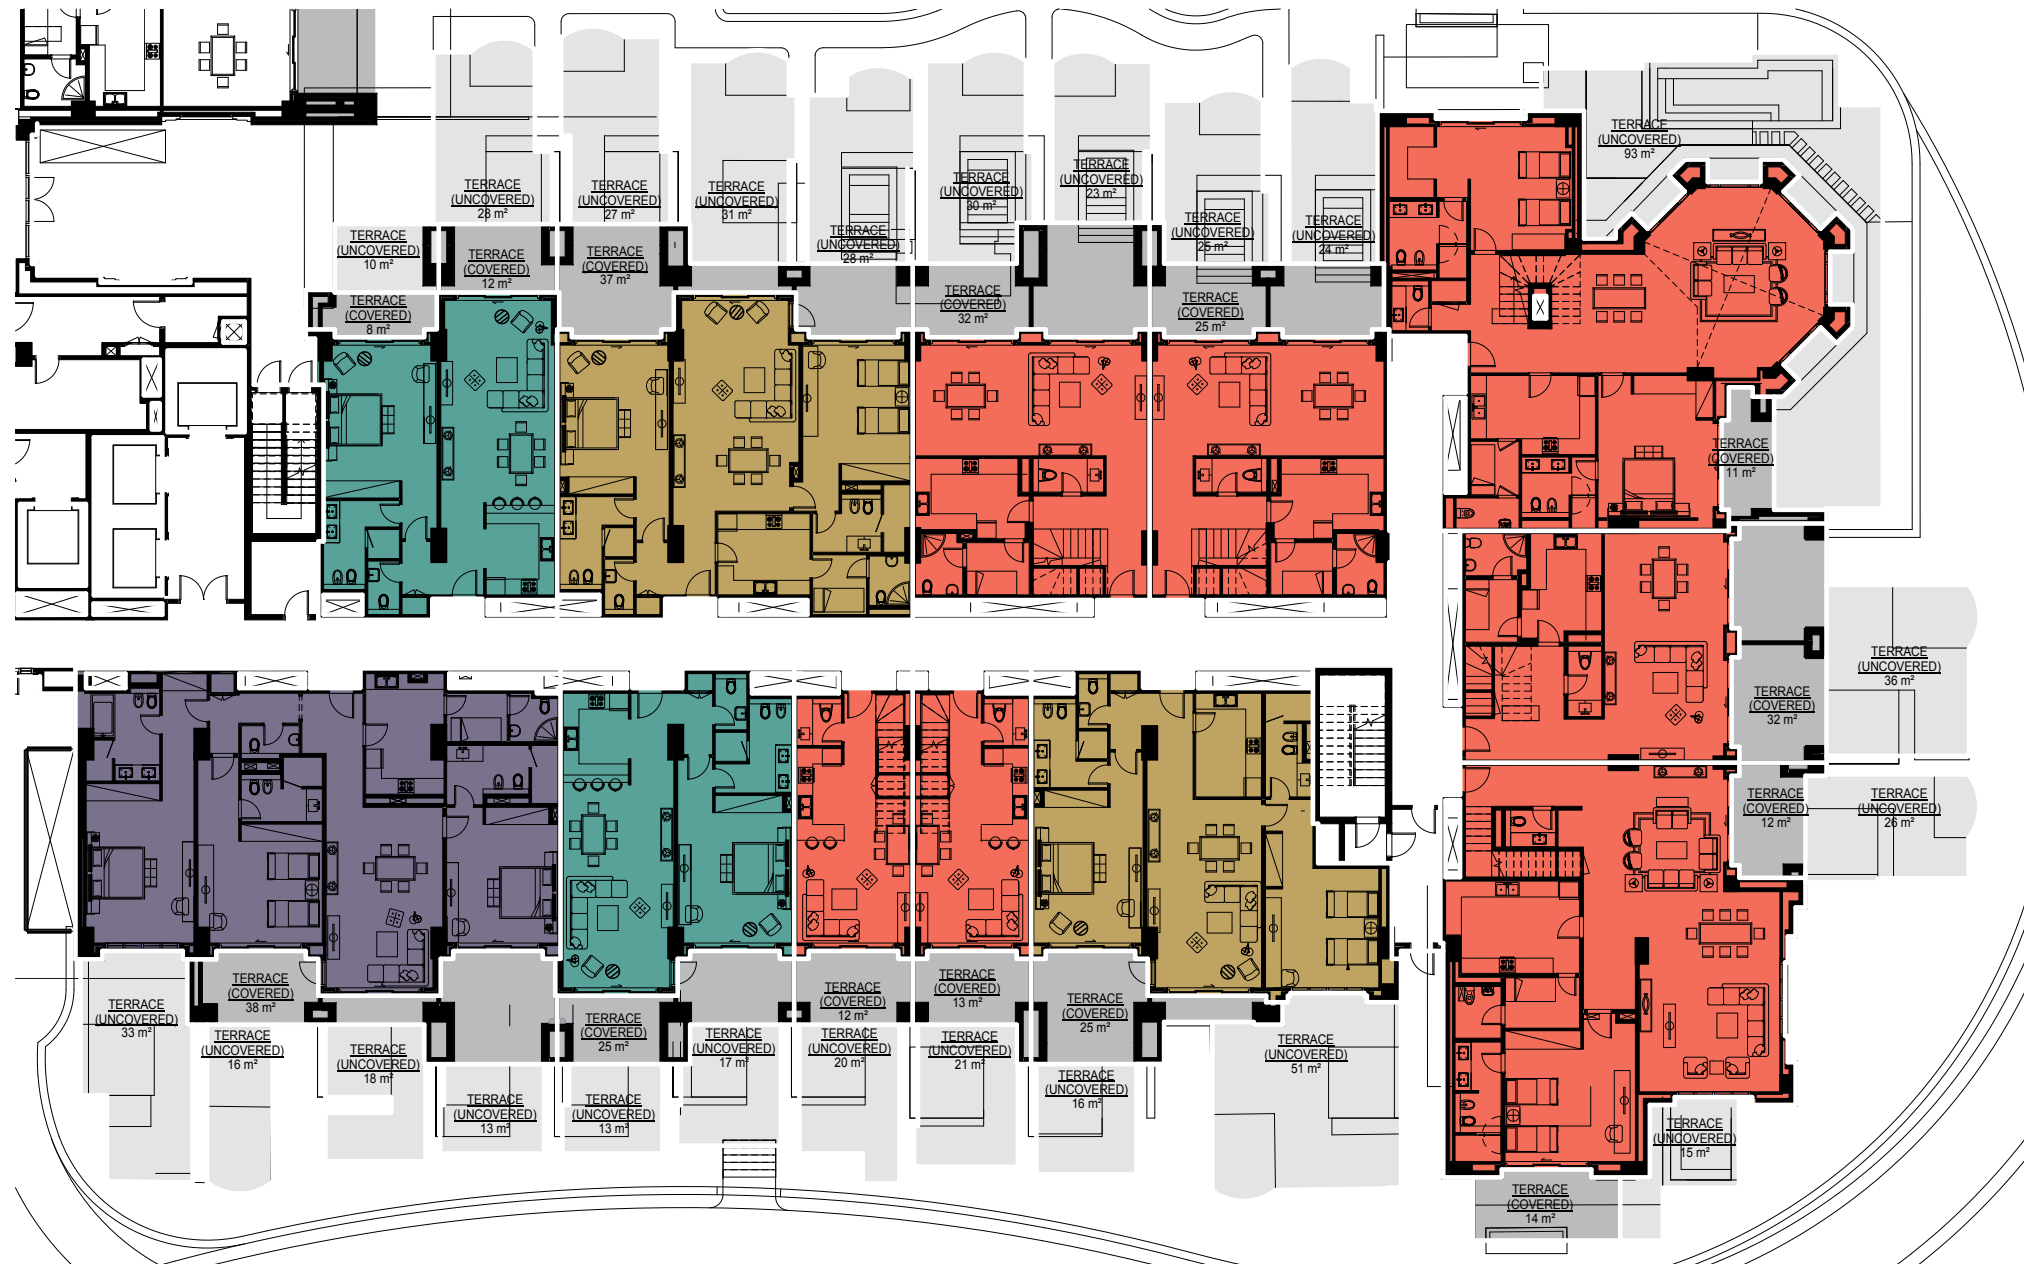 TERRACE
(UNCOVERED)
93 m²
TERRACE
(UNCOVERED)
28 m²
TERRACE
(UNCOVERED)
27 m²
TERRACE
(UNCOVERED)
31 m²
TERRACE
(UNCOVERED)
30 m²
TERRACE
(UNCOVERED)
23 m²
TERRACE
(UNCOVERED)
10 m²
TERRACE
(COVERED)
12 m²
TERRACE
(COVERED)
37 m²
TERRACE
(UNCOVERED)
28 m²
TERRACE
(UNCOVERED)
25 m²
TERRACE
(UNCOVERED)
24 m²
TERRACE
(COVERED)
8 m²
TERRACE
(COVERED)
32 m²
TERRACE
(COVERED)
25 m²
TERRACE
(COVERED)
11 m²
TERRACE
(UNCOVERED)
36 m²
TERRACE
(COVERED)
32 m²
TERRACE
(COVERED)
12 m²
TERRACE
(UNCOVERED)
26 m²
TERRACE
(UNCOVERED)
33 m²
TERRACE
(COVERED)
38 m²
TERRACE
(COVERED)
25 m²
TERRACE
(COVERED)
12 m²
TERRACE
(COVERED)
13 m²
TERRACE
(COVERED)
25 m²
TERRACE
(UNCOVERED)
16 m²
TERRACE
(UNCOVERED)
18 m²
TERRACE
(UNCOVERED)
17 m²
TERRACE
(UNCOVERED)
20 m²
TERRACE
(UNCOVERED)
21 m²
TERRACE
(UNCOVERED)
51 m²
TERRACE
(UNCOVERED)
13 m²
TERRACE
(UNCOVERED)
13 m²
TERRACE
(UNCOVERED)
16 m²
TERRACE
(UNCOVERED)
15 m²
TERRACE
(COVERED)
14 m²